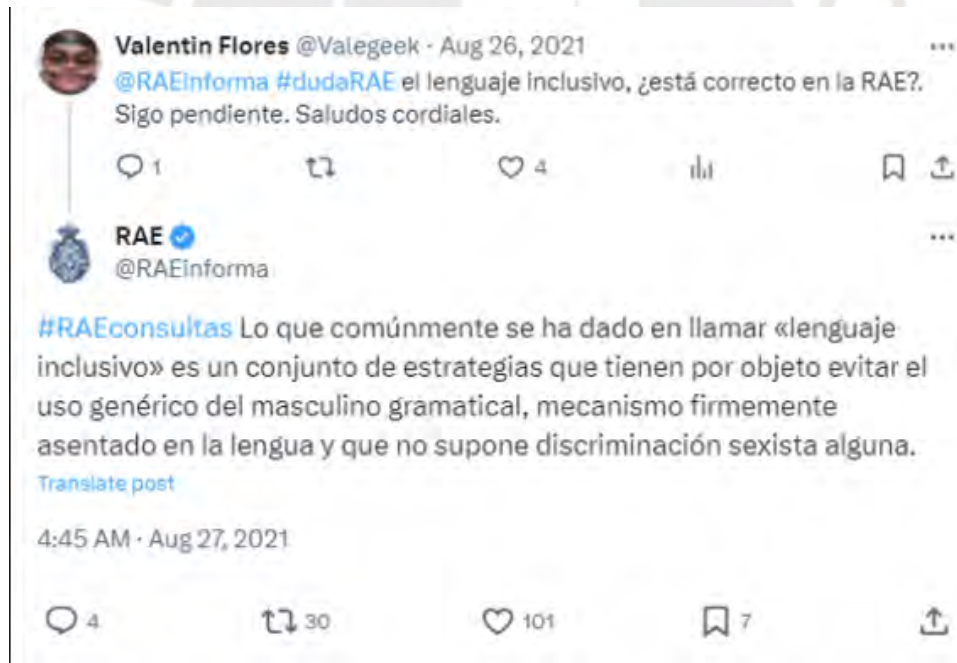 Valentin Flores @Valegeek · Aug 26, 2021
@RAEinforma #dudaRAE el lenguaje inclusivo, ¿está correcto en la RAE?.
Sigo pendiente. Saludos cordiales.
1 4
RAE
@RAEinforma
#RAEconsultas Lo que comúnmente se ha dado en llamar «lenguaje
inclusivo» es un conjunto de estrategias que tienen por objeto evitar el
uso genérico del masculino gramatical, mecanismo firmemente
asentado en la lengua y que no supone discriminación sexista alguna.
Translate post
4:45 AM · Aug 27, 2021
4 30 101 7